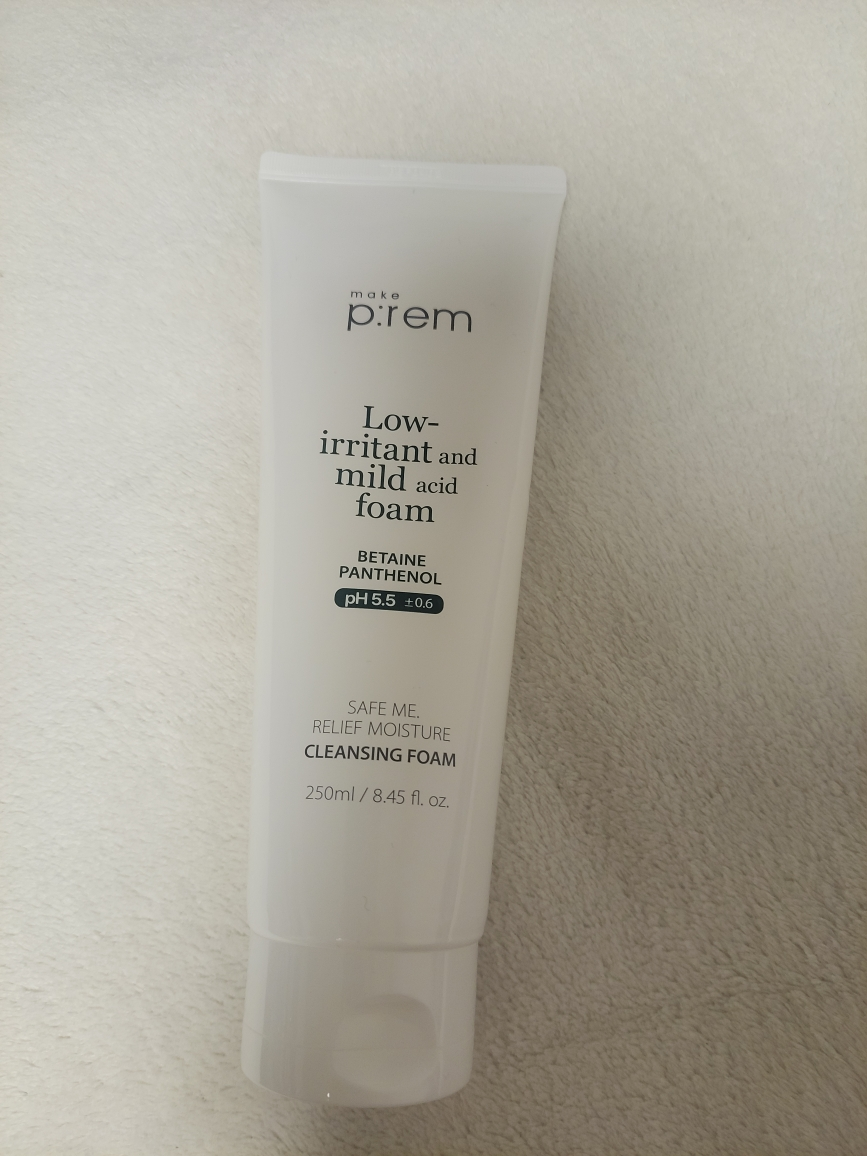 make
p:rem
Low-
irritant and
mild acid
foam
BETAINE
PANTHENOL
pH 5.5 ±0.6
SAFE ME.
RELIEF MOISTURE
CLEANSING FOAM
250ml / 8.45 fl. oz.